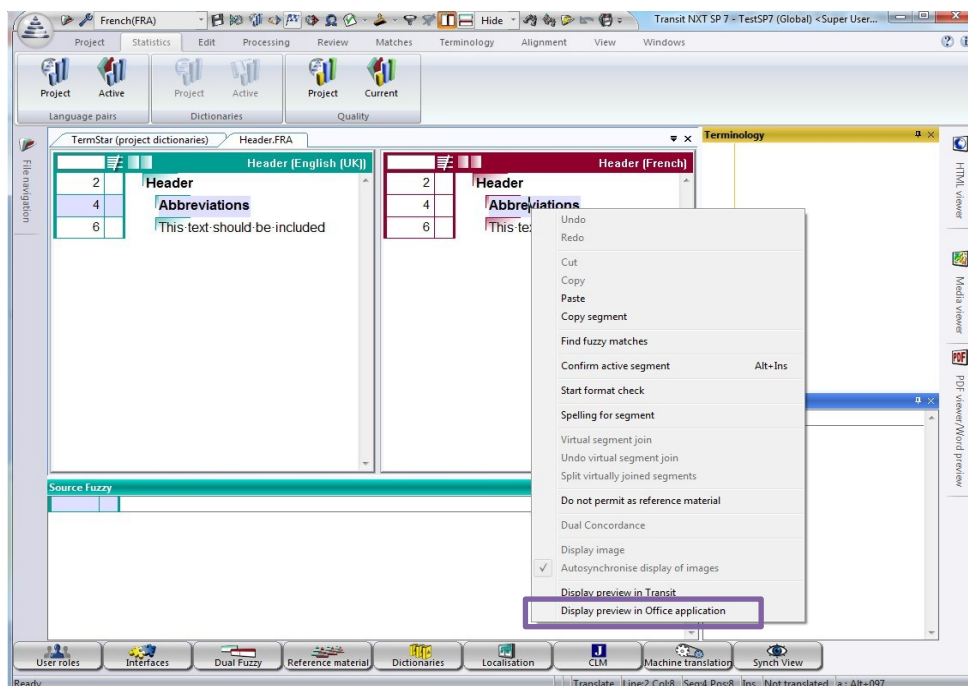 French(FRA)
Hide
Transit NXT SP 7 - TestSP7 (Global) <Super User...
Project Statistics Edit Processing Review Matches Terminology Alignment View Windows
Project Active Project Active Project Current
Language pairs Dictionaries Quality
TermStar (project dictionaries) Header.FRA
Terminology
File navigation
Header (English (UK))
2 Header
4 Abbreviations
6 This·text·should·be·included
Header (French)
2 Header
4 Abbreviations
6 This·te
Undo
Redo
Cut
Copy
Paste
Copy segment
Find fuzzy matches
Confirm active segment Alt+Ins
Start format check
Spelling for segment
Virtual segment join
Undo virtual segment join
Split virtually joined segments
Do not permit as reference material
Dual Concordance
Display image
Autosynchronise display of images
Display preview in Transit
Display preview in Office application
HTML viewer
Media viewer
PDF
PDF viewer/Word preview
Source Fuzzy
User roles Interfaces Dual Fuzzy Reference material Dictionaries Localisation CLM Machine translation Synch View
Ready
Translate Line:2 Col:8 Seg:4 Pos:8 Ins Not translated a : Alt+097